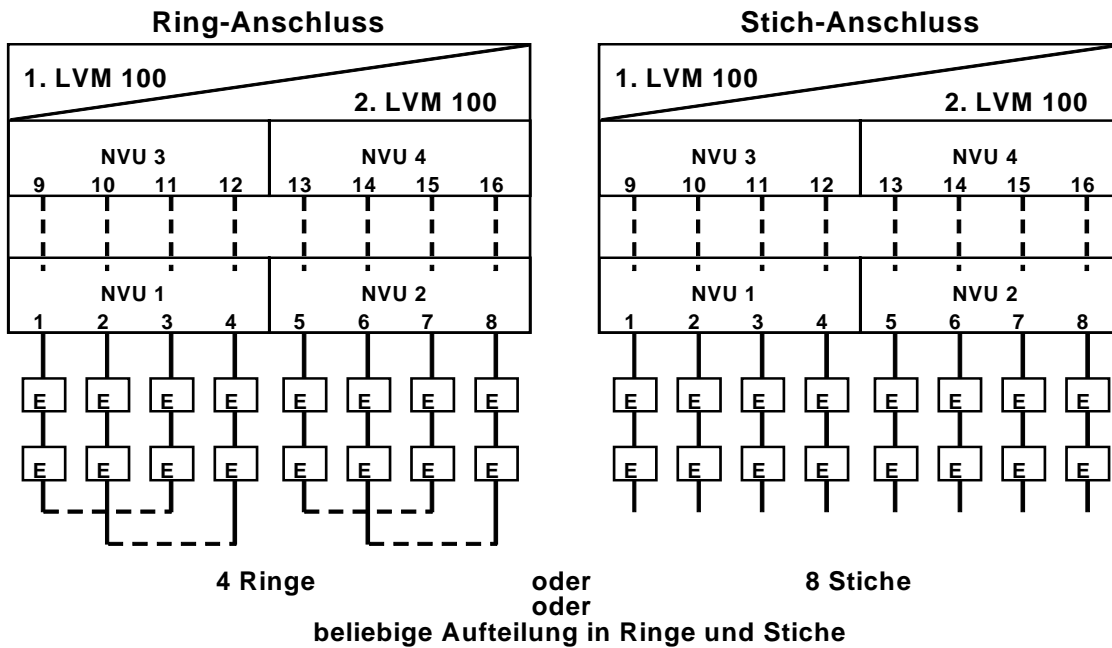 Ring-Anschluss Stich-Anschluss
1. LVM 100 1. LVM 100
2. LVM 100 2. LVM 100
NVU 3 NVU 4 NVU 3 NVU 4
9 10 11 12 13 14 15 16 9 10 11 12 13 14 15 16
NVU 1 NVU 2 NVU 1 NVU 2
1 2 3 4 5 6 7 8 1 2 3 4 5 6 7 8
E E E E E E E E E E E E E E E E
E E E E E E E E E E E E E E E E
4 Ringe oder 8 Stiche
oder
beliebige Aufteilung in Ringe und Stiche